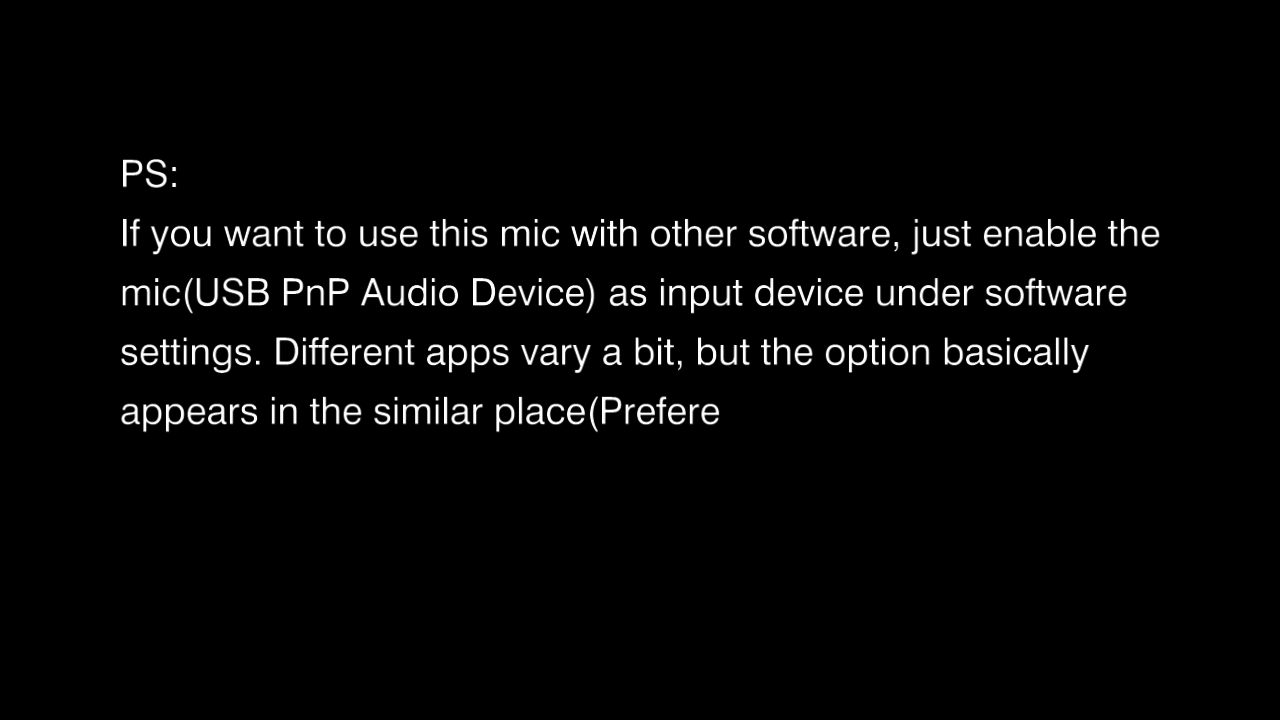 PS:
If you want to use this mic with other software, just enable the
mic(USB PnP Audio Device) as input device under software
settings. Different apps vary a bit, but the option basically
appears in the similar place(Prefere